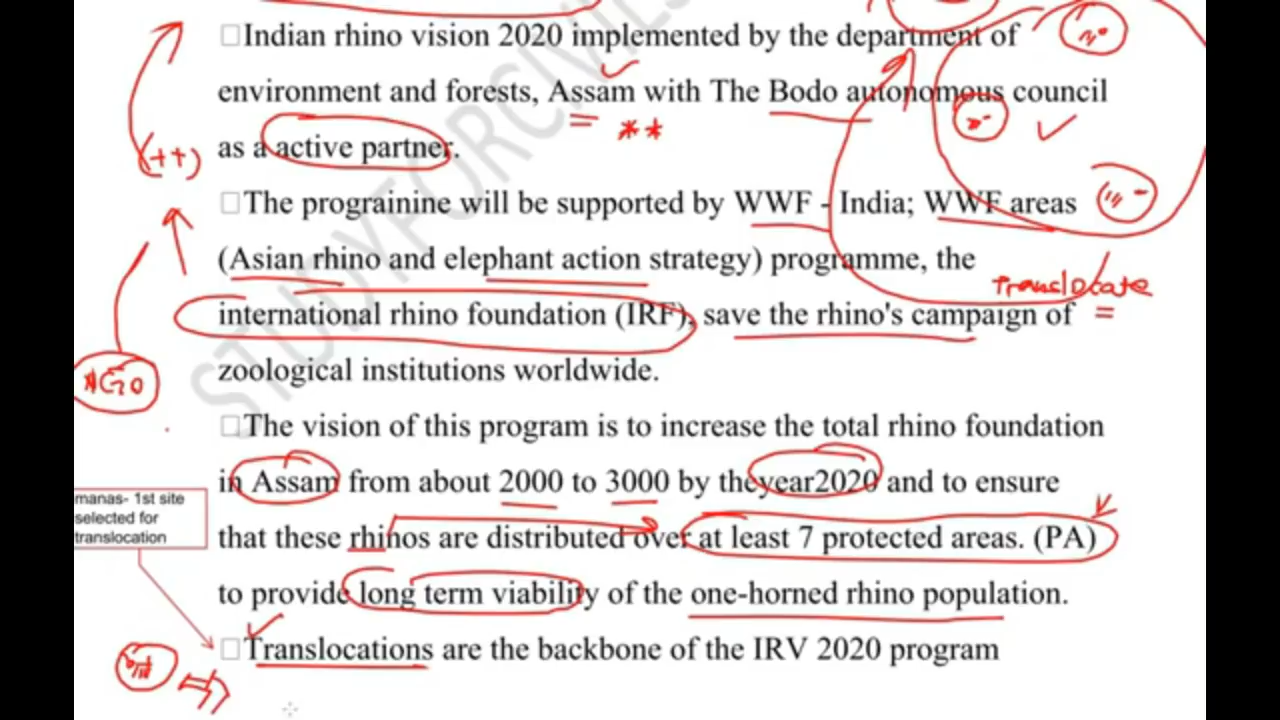 □Indian rhino vision 2020 implemented by the department of
environment and forests, Assam with The Bodo autonomous council
as a active partner.
(++)
□The prograinine will be supported by WWF - India; WWF areas
(Asian rhino and elephant action strategy) programme, the
Translocate
international rhino foundation (IRF), save the rhino's campaign of
NGO
zoological institutions worldwide.
□The vision of this program is to increase the total rhino foundation
in Assam from about 2000 to 3000 by theyear2020 and to ensure
manas- 1st site
selected for
translocation
that these rhinos are distributed over at least 7 protected areas. (PA)
to provide long term viability of the one-horned rhino population.
□Translocations are the backbone of the IRV 2020 program
STUDYFORCIVILS